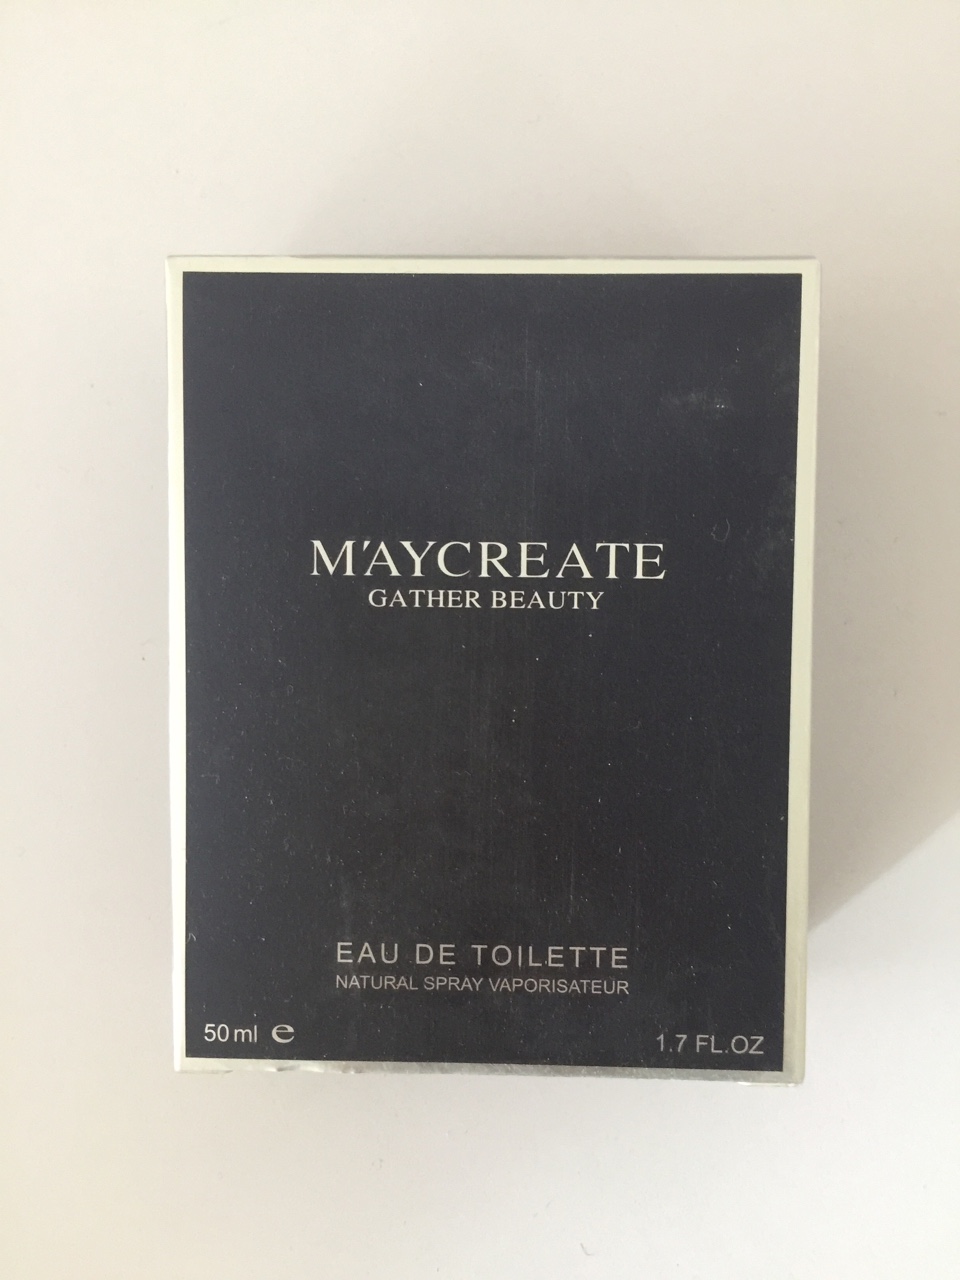 M'AYCREATE
GATHER BEAUTY
EAU DE TOILETTE
NATURAL SPRAY VAPORISATEUR
50 ml ℮
1.7 FL.OZ